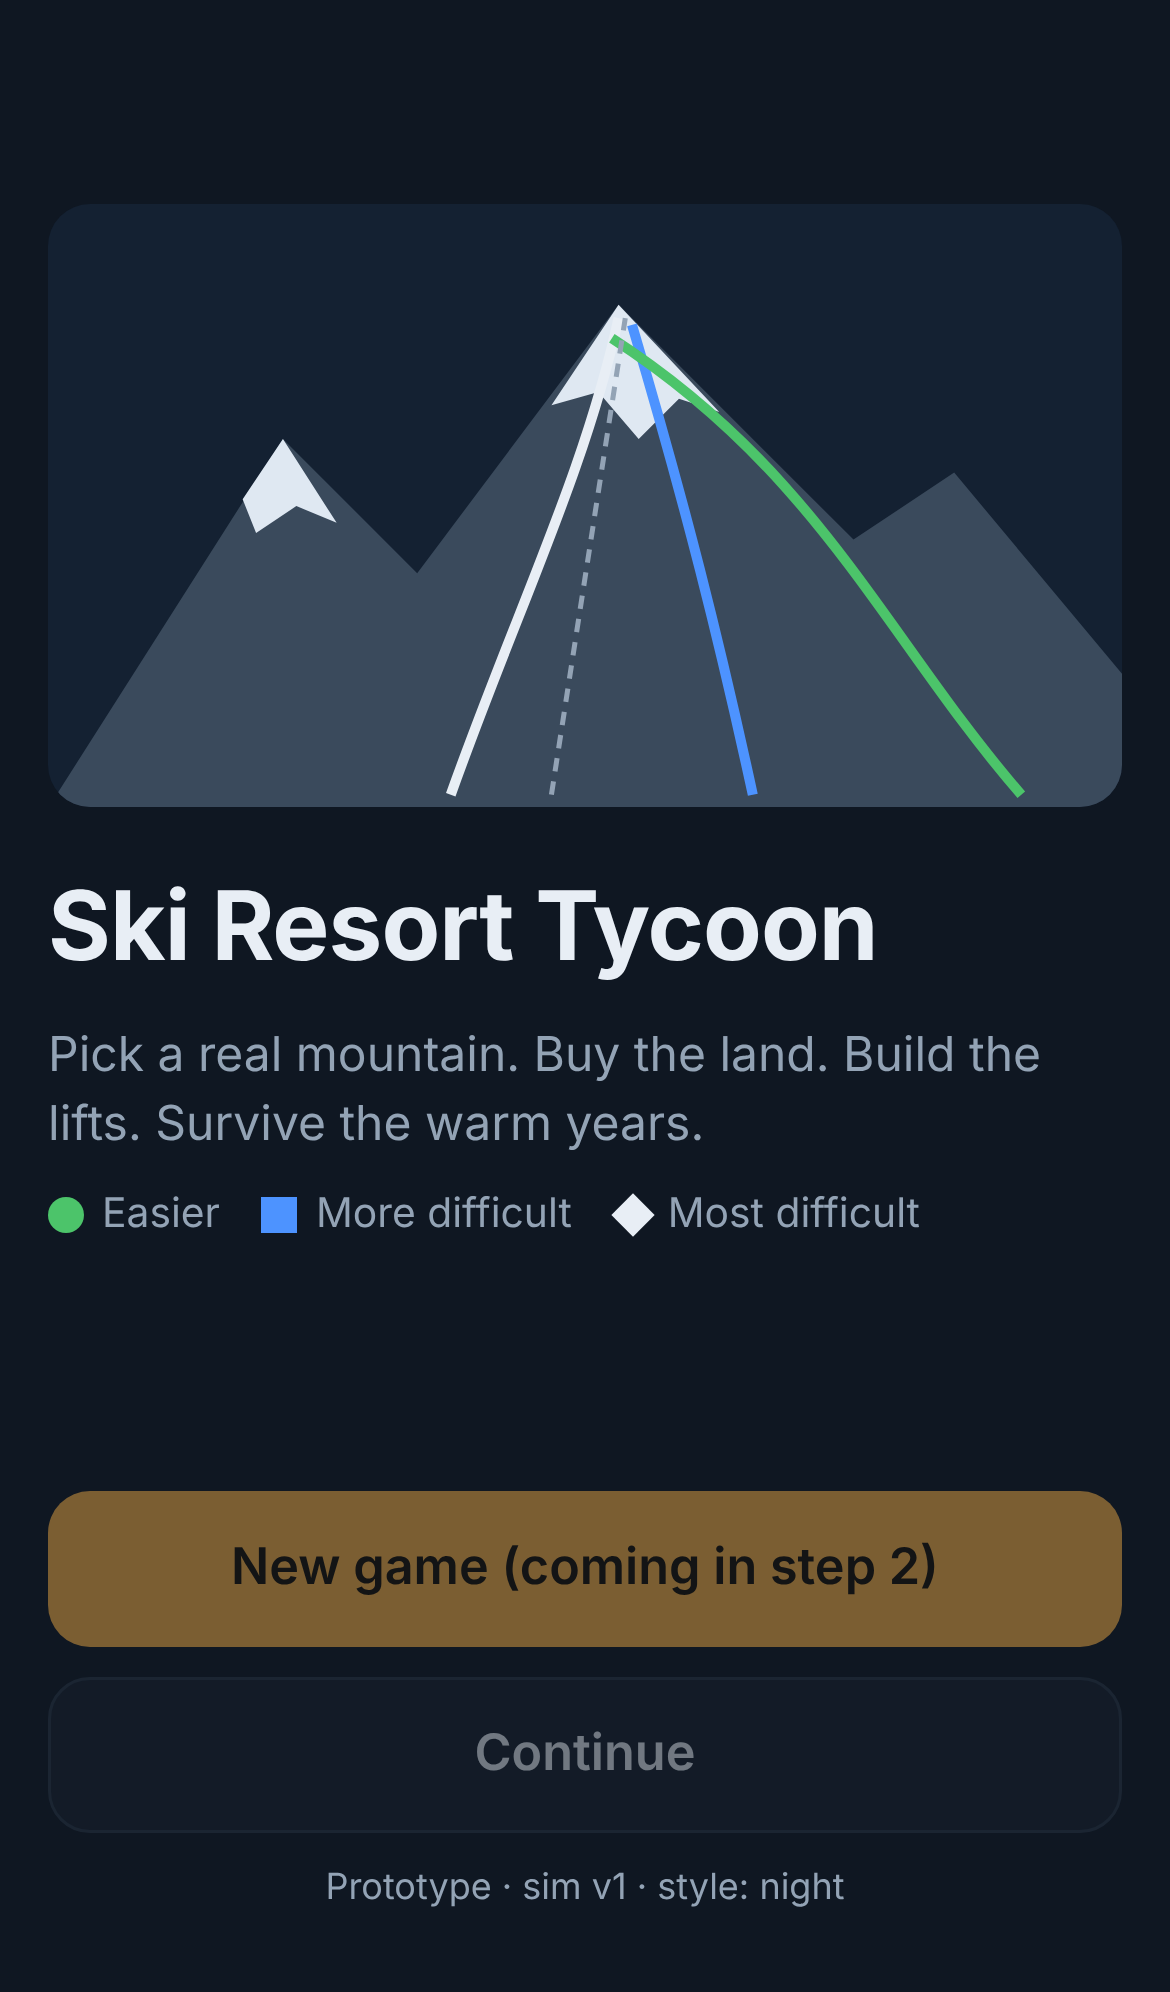 Ski Resort Tycoon
Pick a real mountain. Buy the land. Build the
lifts. Survive the warm years.
Easier More difficult Most difficult
New game (coming in step 2)
Continue
Prototype · sim v1 · style: night